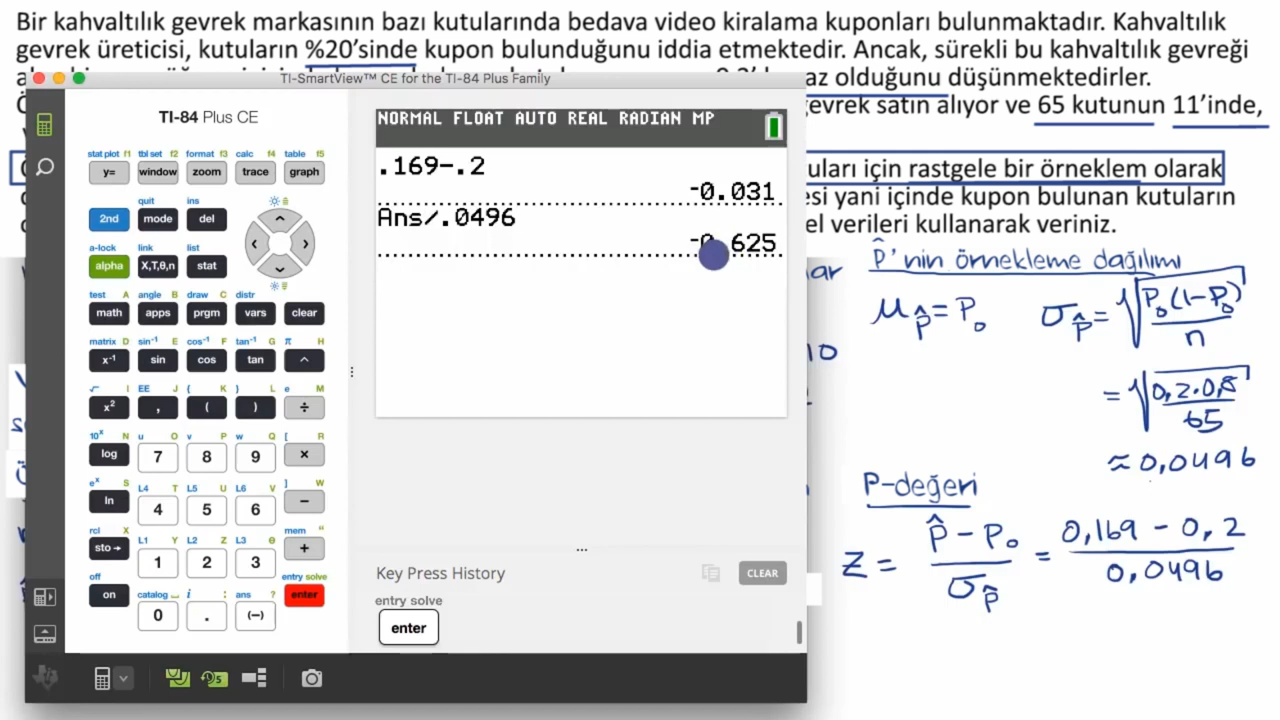 Bir kahvaltılık gevrek markasının bazı kutularında bedava video kiralama kuponları bulunmaktadır. Kahvaltılık
gevrek üreticisi, kutuların %20'sinde kupon bulunduğunu iddia etmektedir. Ancak, sürekli bu kahvaltılık gevreği
az olduğunu düşünmektedirler.
gevrek satın alıyor ve 65 kutunun 11'inde,
rastgele bir örneklem olarak
yani içinde kupon bulunan kutuların
verileri kullanarak veriniz.
TI-SmartView™ CE for the TI-84 Plus Family
TI-84 Plus CE
stat plot f1 tbl set f2 format f3 calc f4 table f5
y= window zoom trace graph
quit ins
2nd mode del
a-lock link list
alpha X,T,θ,n stat
test A angle B draw C distr
math apps prgm vars clear
matrix D sin⁻¹ E cos⁻¹ F tan⁻¹ G π H
x⁻¹ sin cos tan ^
√ I EE J { K } L e M
x² , ( ) ÷
10ˣ N u O v P w Q [ R
log 7 8 9 ×
eˣ S L4 T L5 U L6 V ] W
ln 4 5 6 −
rcl X L1 Y L2 Z L3 θ mem "
sto→ 1 2 3 +
off catalog i : ans ? entry solve
on 0 . (−) enter
NORMAL FLOAT AUTO REAL RADIAN MP
.169-.2
-0.031
Ans/.0496
625
Key Press History
CLEAR
entry solve
enter
p̂'nin örnekleme dağılımı
μp̂ = P₀ σp̂ = √(P₀(1-P₀)/n)
= √(0,2.0,8/65)
≈ 0,0496
P-değeri
Z = (p̂ - P₀)/σp̂ = (0,169 - 0,2)/0,0496